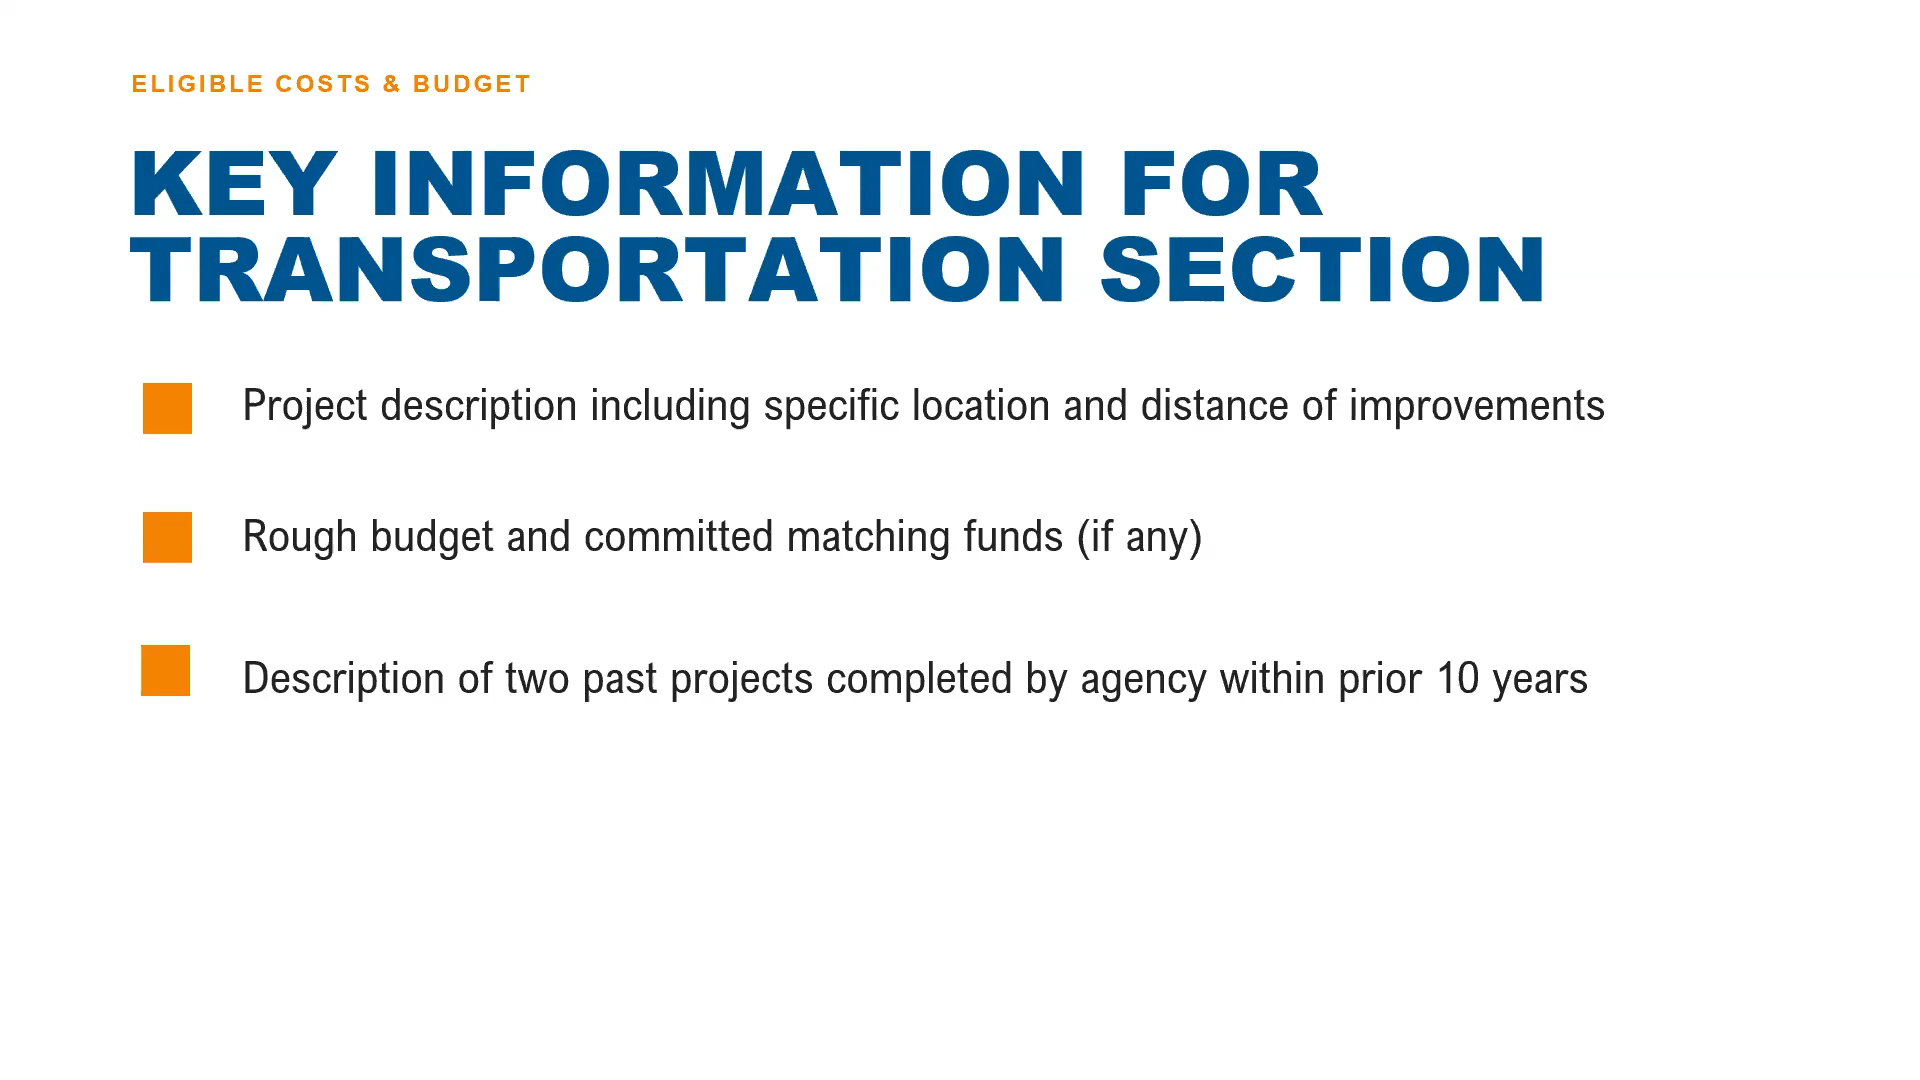 ELIGIBLE COSTS & BUDGET
KEY INFORMATION FOR
TRANSPORTATION SECTION
Project description including specific location and distance of improvements
Rough budget and committed matching funds (if any)
Description of two past projects completed by agency within prior 10 years